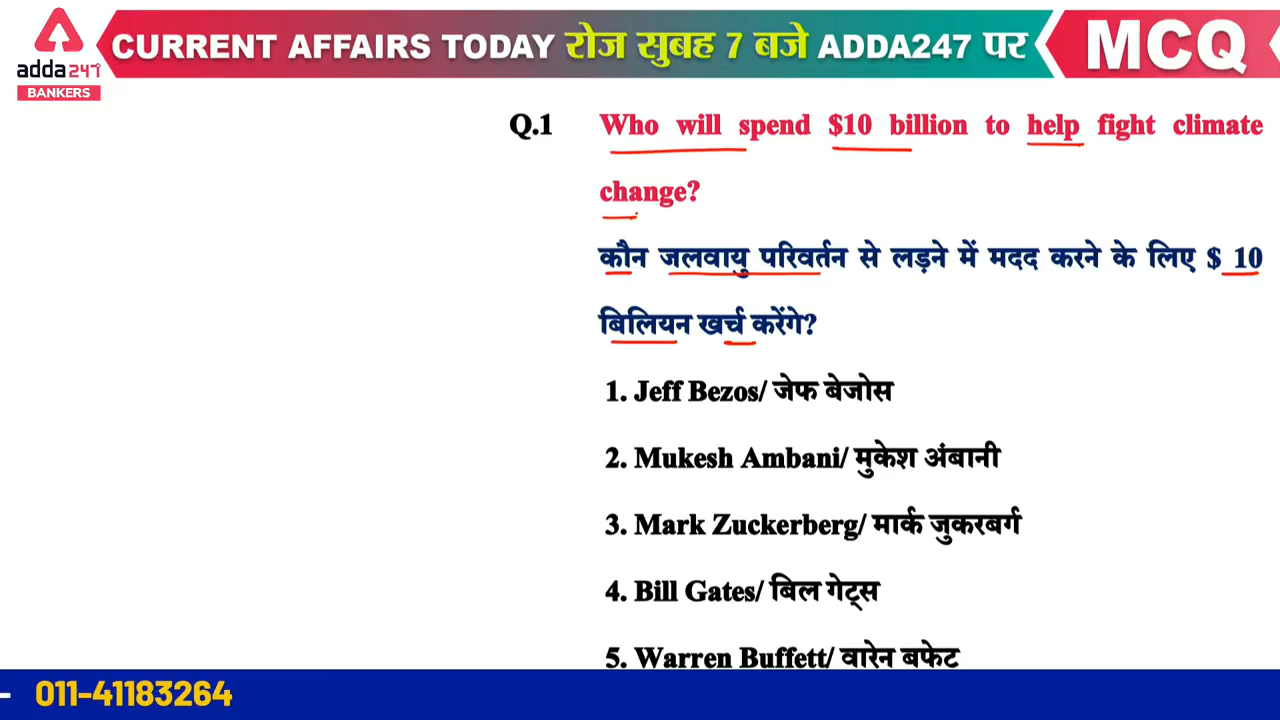 CURRENT AFFAIRS TODAY रोज सुबह 7 बजे ADDA247 पर
MCQ
adda247
BANKERS
Q.1 Who will spend $10 billion to help fight climate
change?
कौन जलवायु परिवर्तन से लड़ने में मदद करने के लिए $ 10
बिलियन खर्च करेंगे?
1. Jeff Bezos/ जेफ बेजोस
2. Mukesh Ambani/ मुकेश अंबानी
3. Mark Zuckerberg/ मार्क जुकरबर्ग
4. Bill Gates/ बिल गेट्स
5. Warren Buffett/ वारेन बफेट
- 011-41183264